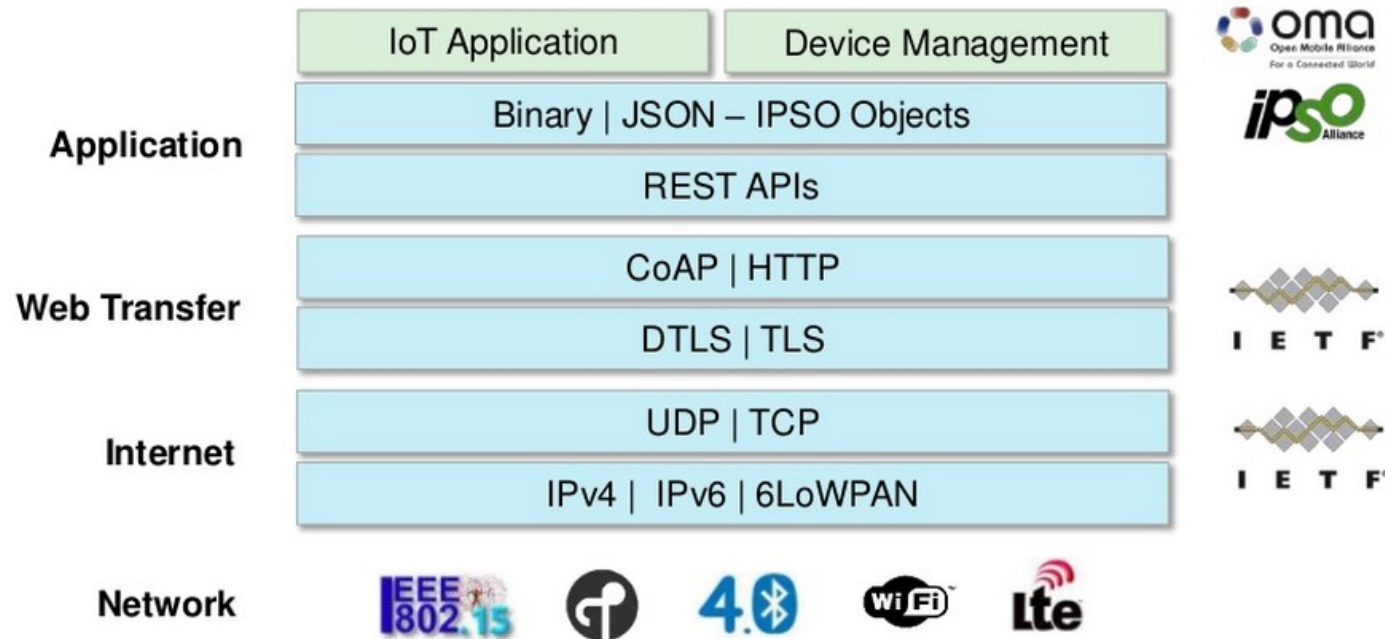 IoT Application
Device Management
oma
Open Mobile Alliance
For a Connected World
Application
Binary | JSON – IPSO Objects
ipso
Alliance
REST APIs
Web Transfer
CoAP | HTTP
DTLS | TLS
I E T F®
Internet
UDP | TCP
IPv4 | IPv6 | 6LoWPAN
I E T F
Network
IEEE
802.15
4.0
Wi Fi
Lte